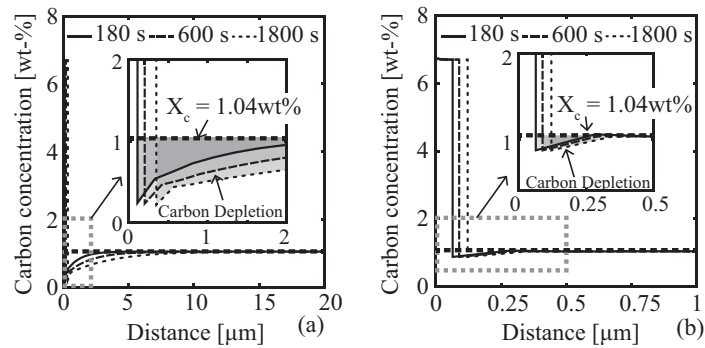 180 s 600 s 1800 s
Carbon concentration [wt-%]
8
6
4
2
0
2
1
0
X_c = 1.04wt%
Carbon Depletion
0 1 2
0 5 10 15 20
Distance [µm]
(a)
180 s 600 s 1800 s
Carbon concentration [wt-%]
8
6
4
2
0
2
1
0
X_c = 1.04wt%
Carbon Depletion
0 0.25 0.5
0 0.25 0.5 0.75 1
Distance [µm]
(b)